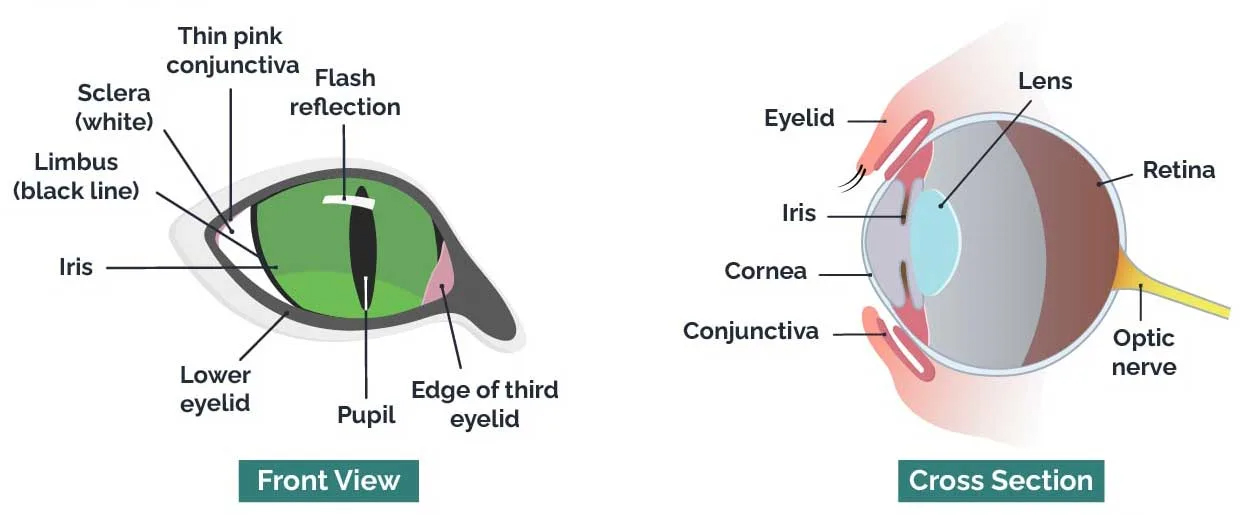 Thin pink
conjunctiva
Flash
reflection
Sclera
(white)
Limbus
(black line)
Iris
Lower
eyelid
Pupil
Edge of third
eyelid
Front View
Lens
Eyelid
Retina
Iris
Cornea
Conjunctiva
Optic
nerve
Cross Section